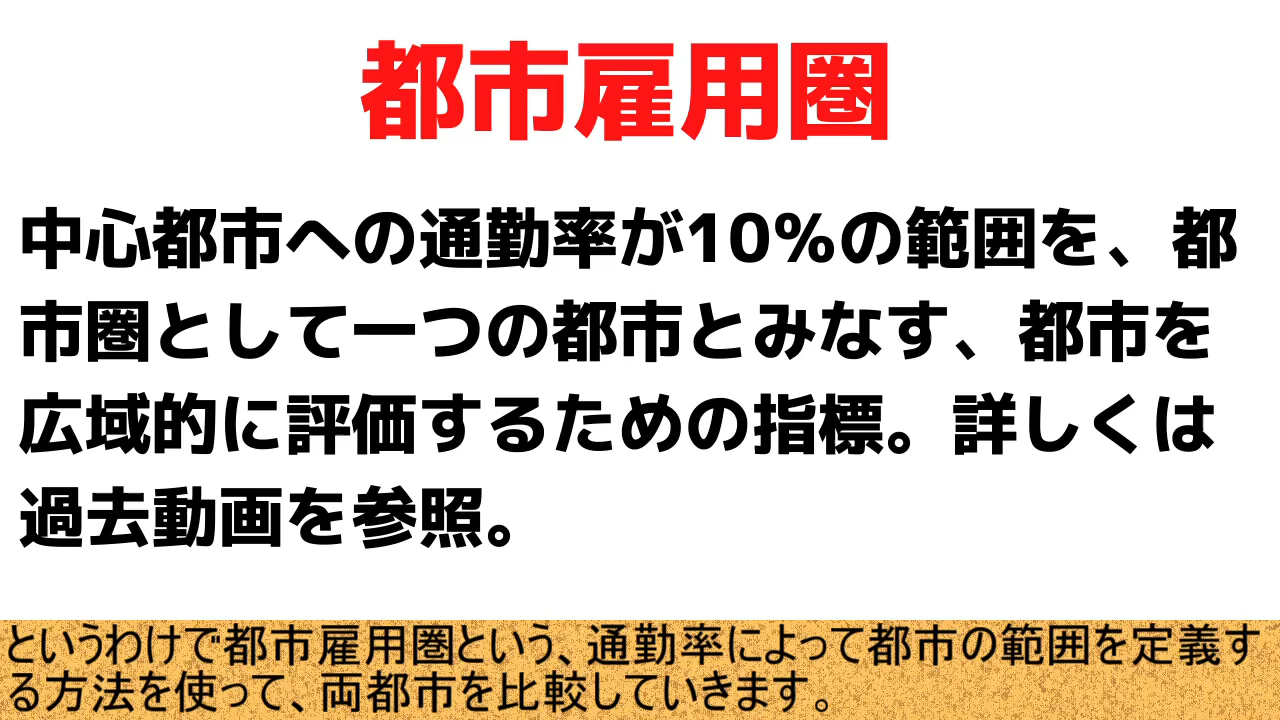 都市雇用圏
中心都市への通勤率が10%の範囲を、都
市圏として一つの都市とみなす、都市を
広域的に評価するための指標。詳しくは
過去動画を参照。
というわけで都市雇用圏という、通勤率によって都市の範囲を定義す
る方法を使って、両都市を比較していきます。